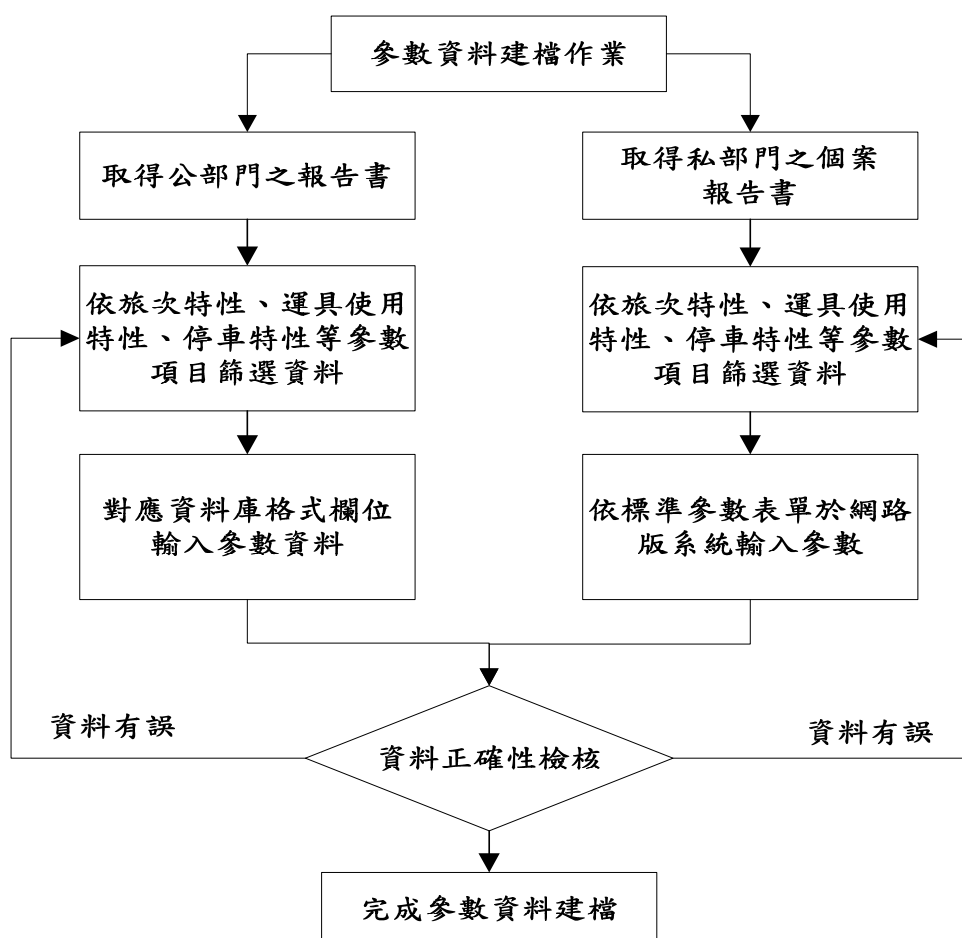 參數資料建檔作業
取得公部門之報告書
取得私部門之個案
報告書
依旅次特性、運具使用
特性、停車特性等參數
項目篩選資料
依旅次特性、運具使用
特性、停車特性等參數
項目篩選資料
對應資料庫格式欄位
輸入參數資料
依標準參數表單於網路
版系統輸入參數
資料有誤
資料正確性檢核
資料有誤
完成參數資料建檔